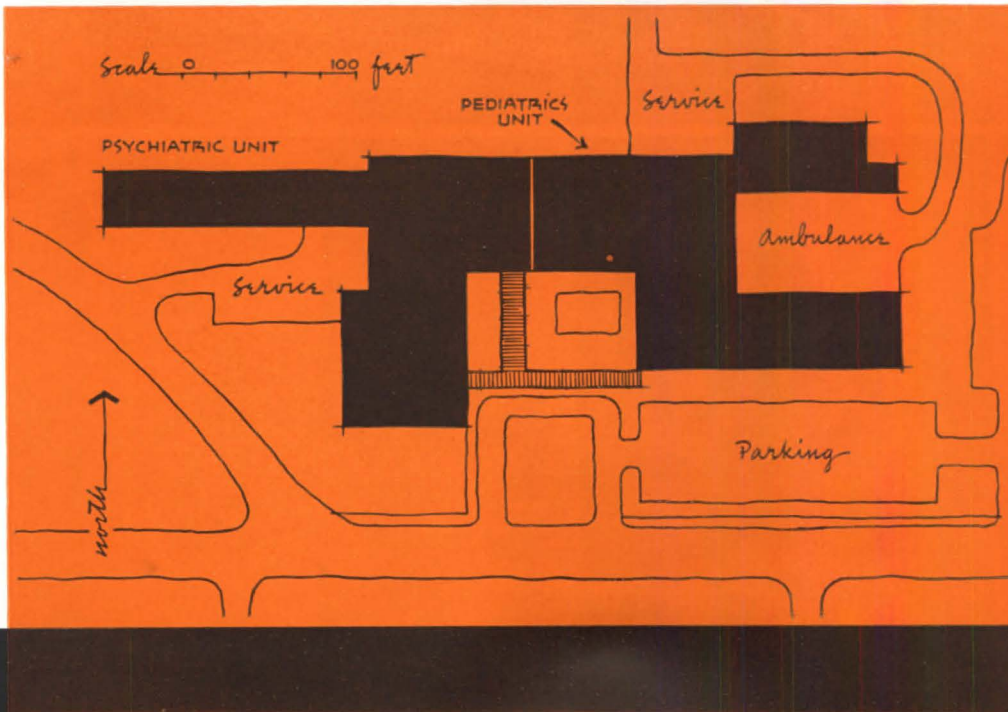 Scale 0 100 feet
PEDIATRICS
UNIT
Service
PSYCHIATRIC UNIT
Ambulance
Service
Parking
north